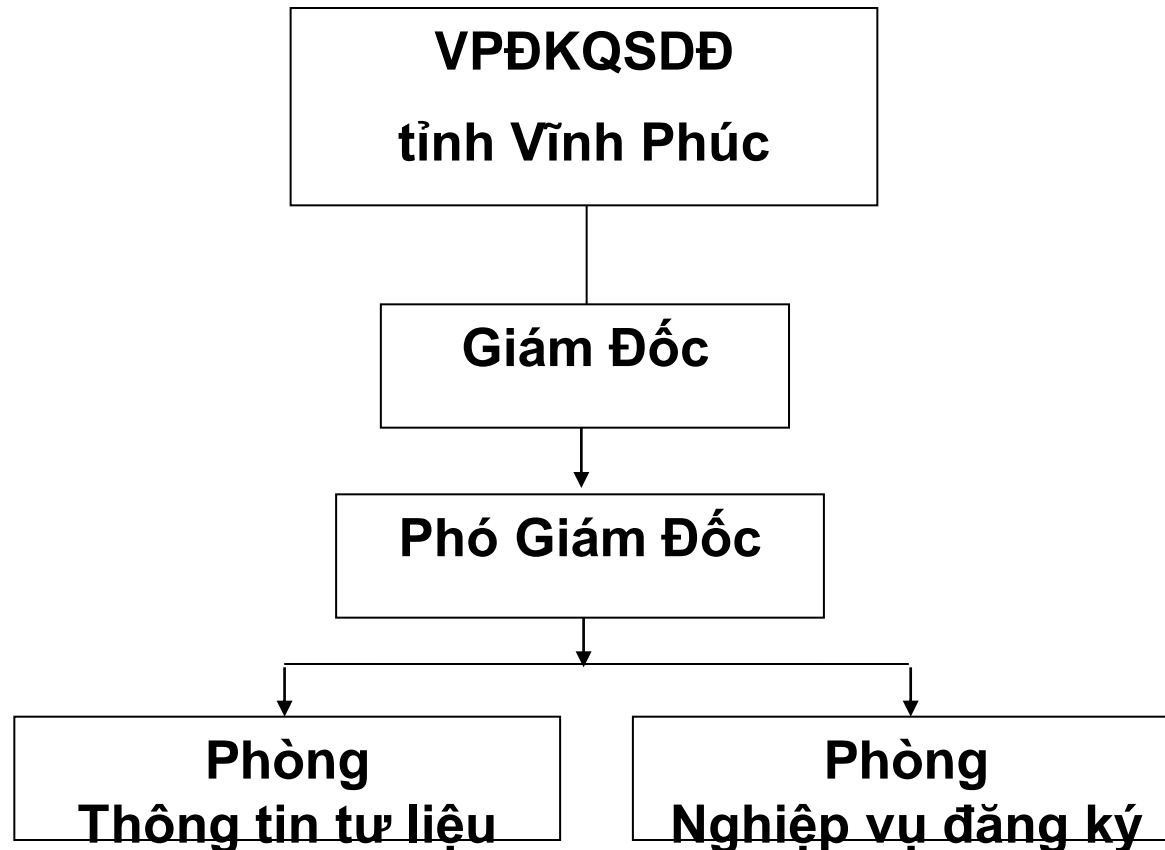 VPĐKQSDĐ
tỉnh Vĩnh Phúc
Giám Đốc
Phó Giám Đốc
Phòng
Thông tin tư liệu
Phòng
Nghiệp vụ đăng ký